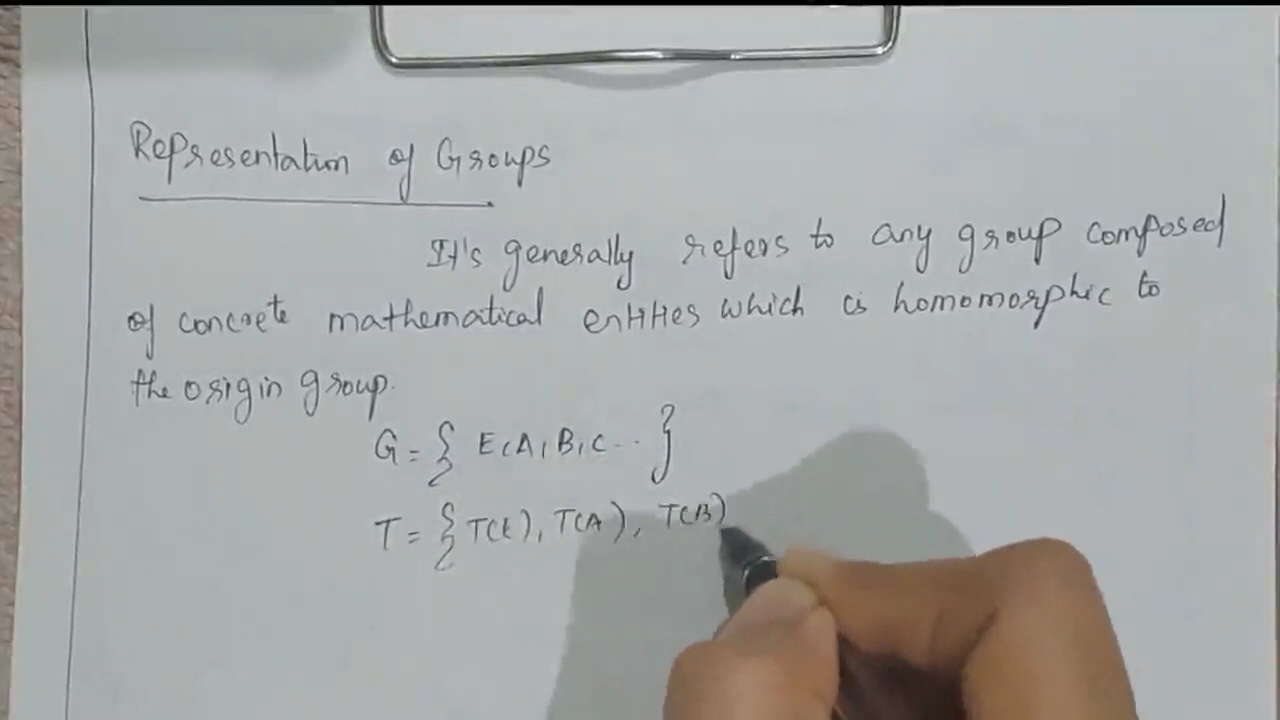 Representation of Groups
It's generally refers to any group composed
of concrete mathematical entities which is homomorphic to
the origin group.
G = { E, A, B, C ... }
T = { T(E), T(A), T(B)